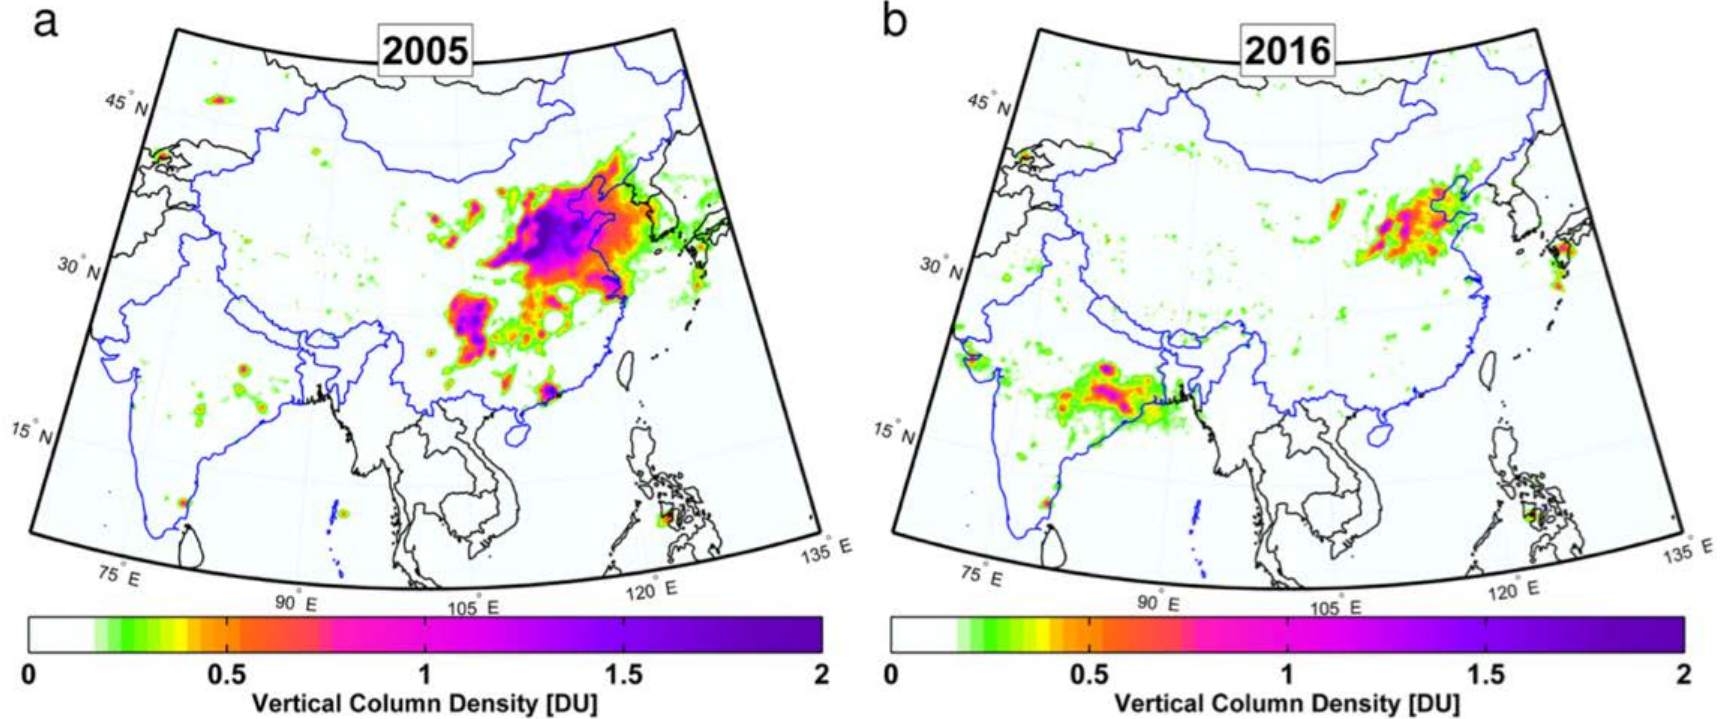 a
2005
45° N
30° N
15° N
75° E
90° E
105° E
120° E
135° E
0 0.5 1 1.5 2
Vertical Column Density [DU]
b
2016
45° N
30° N
15° N
75° E
90° E
105° E
120° E
135° E
0 0.5 1 1.5 2
Vertical Column Density [DU]